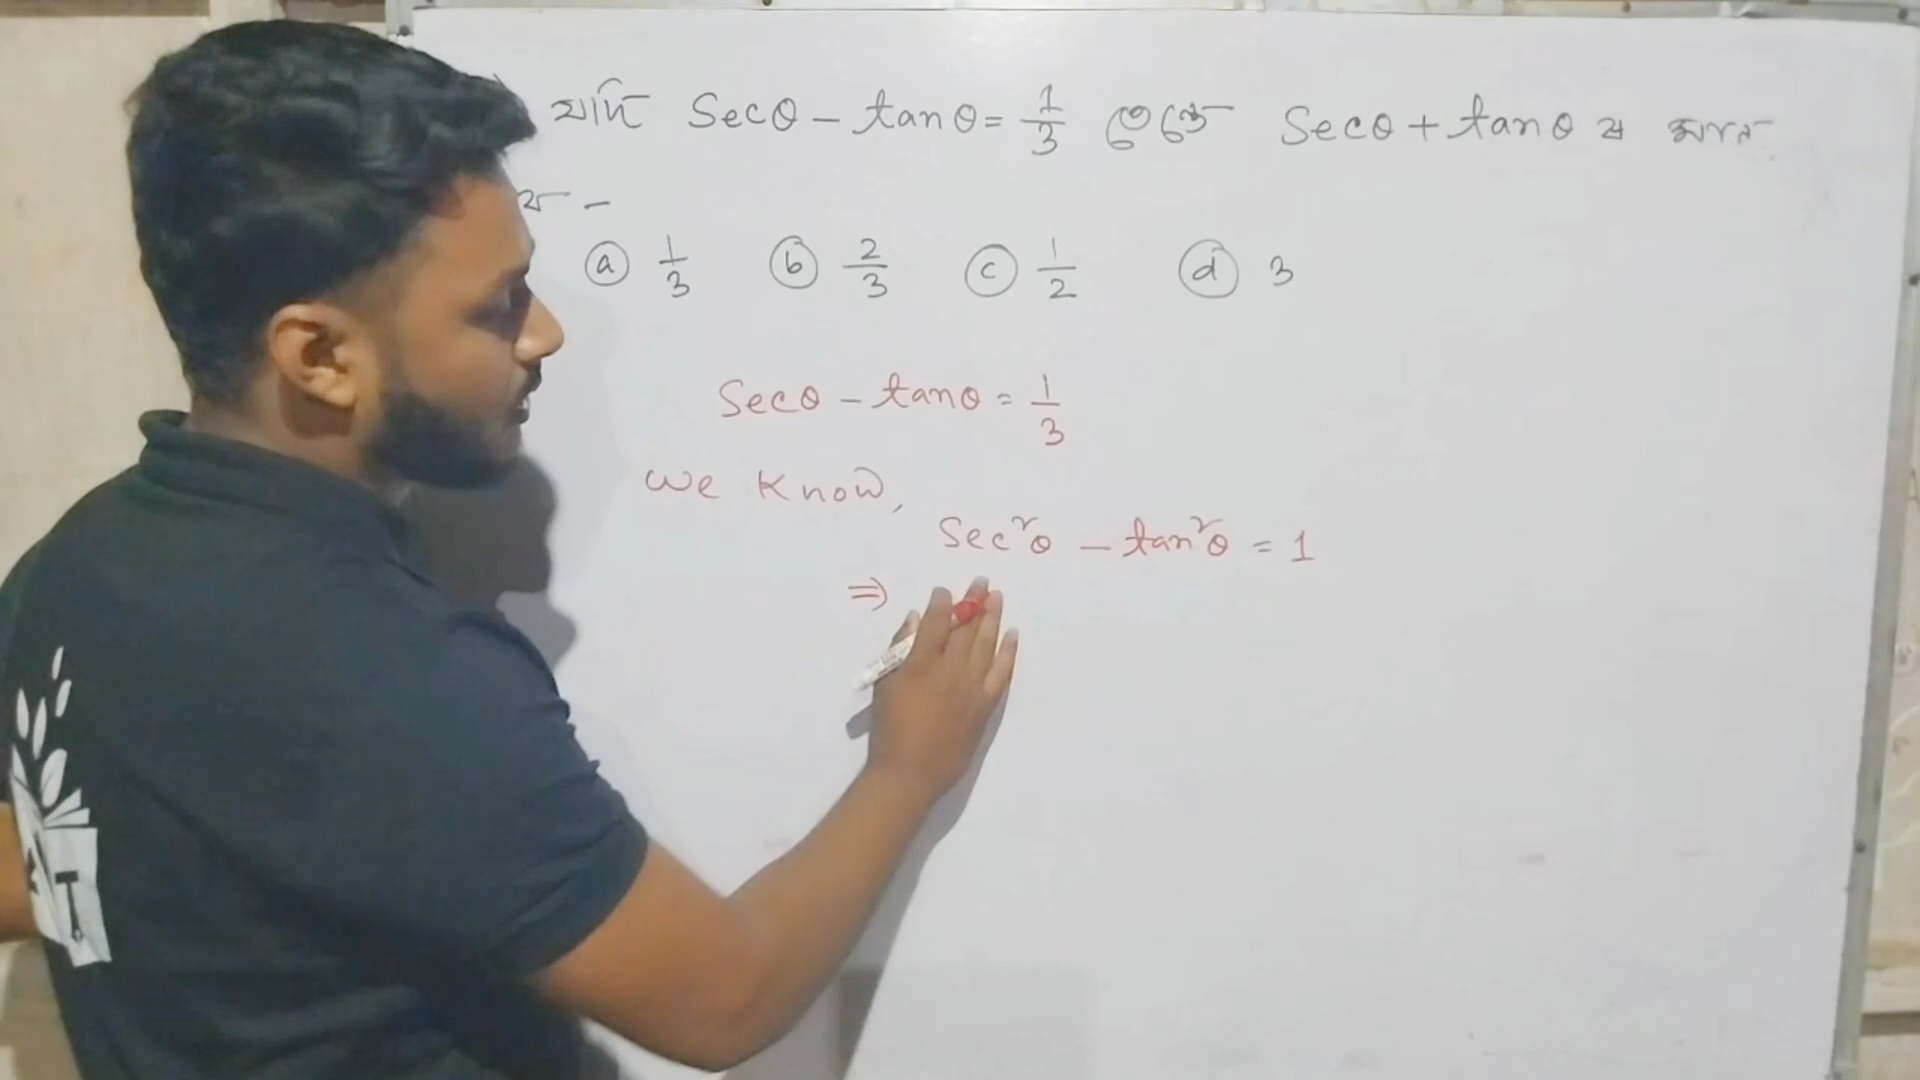 যদি Secθ - tanθ = 1/3 তেন্তে Secθ + tanθ ৰ মান
ⓐ 1/3 ⓑ 2/3 ⓒ 1/2 ⓓ 3
Secθ - tanθ = 1/3
We Know,
Sec²θ - tan²θ = 1
⇒